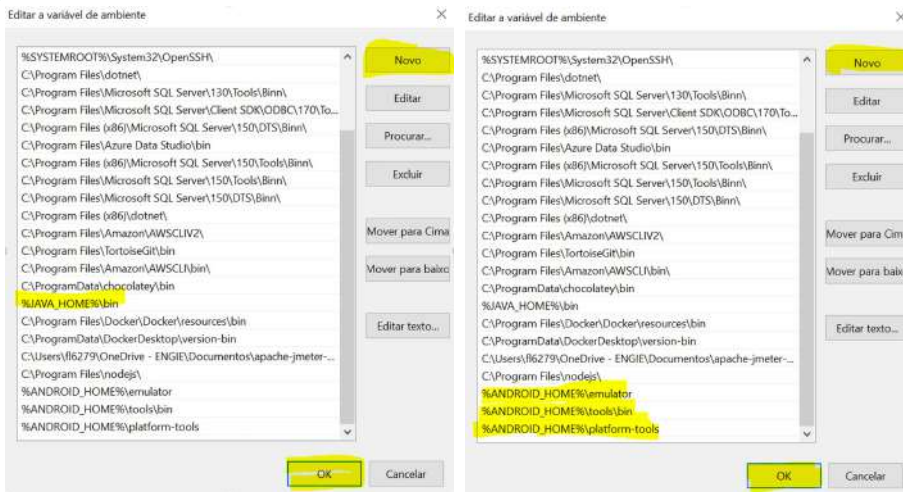 Editar a variável de ambiente
%SYSTEMROOT%\System32\OpenSSH\
C:\Program Files\dotnet\
C:\Program Files\Microsoft SQL Server\130\Tools\Binn\
C:\Program Files\Microsoft SQL Server\Client SDK\ODBC\170\To...
C:\Program Files (x86)\Microsoft SQL Server\150\DTS\Binn\
C:\Program Files\Azure Data Studio\bin
C:\Program Files (x86)\Microsoft SQL Server\150\Tools\Binn\
C:\Program Files\Microsoft SQL Server\150\Tools\Binn\
C:\Program Files\Microsoft SQL Server\150\DTS\Binn\
C:\Program Files (x86)\dotnet\
C:\Program Files\Amazon\AWSCLIV2\
C:\Program Files\TortoiseGit\bin
C:\Program Files\Amazon\AWSCLI\bin\
C:\ProgramData\chocolatey\bin
%JAVA_HOME%\bin
C:\Program Files\Docker\Docker\resources\bin
C:\ProgramData\DockerDesktop\version-bin
C:\Users\fl6279\OneDrive - ENGIE\Documentos\apache-jmeter-...
C:\Program Files\nodejs\
%ANDROID_HOME%\emulator
%ANDROID_HOME%\tools\bin
%ANDROID_HOME%\platform-tools
Novo
Editar
Procurar...
Excluir
Mover para Cima
Mover para baixo
Editar texto...
OK
Cancelar
Editar a variável de ambiente
%SYSTEMROOT%\System32\OpenSSH\
C:\Program Files\dotnet\
C:\Program Files\Microsoft SQL Server\130\Tools\Binn\
C:\Program Files\Microsoft SQL Server\Client SDK\ODBC\170\To...
C:\Program Files (x86)\Microsoft SQL Server\150\DTS\Binn\
C:\Program Files\Azure Data Studio\bin
C:\Program Files (x86)\Microsoft SQL Server\150\Tools\Binn\
C:\Program Files\Microsoft SQL Server\150\Tools\Binn\
C:\Program Files\Microsoft SQL Server\150\DTS\Binn\
C:\Program Files (x86)\dotnet\
C:\Program Files\Amazon\AWSCLIV2\
C:\Program Files\TortoiseGit\bin
C:\Program Files\Amazon\AWSCLI\bin\
C:\ProgramData\chocolatey\bin
%JAVA_HOME%\bin
C:\Program Files\Docker\Docker\resources\bin
C:\ProgramData\DockerDesktop\version-bin
C:\Users\fl6279\OneDrive - ENGIE\Documentos\apache-jmeter-...
C:\Program Files\nodejs\
%ANDROID_HOME%\emulator
%ANDROID_HOME%\tools\bin
%ANDROID_HOME%\platform-tools
Novo
Editar
Procurar...
Excluir
Mover para Cim
Mover para baix
Editar texto...
OK
Cancelar